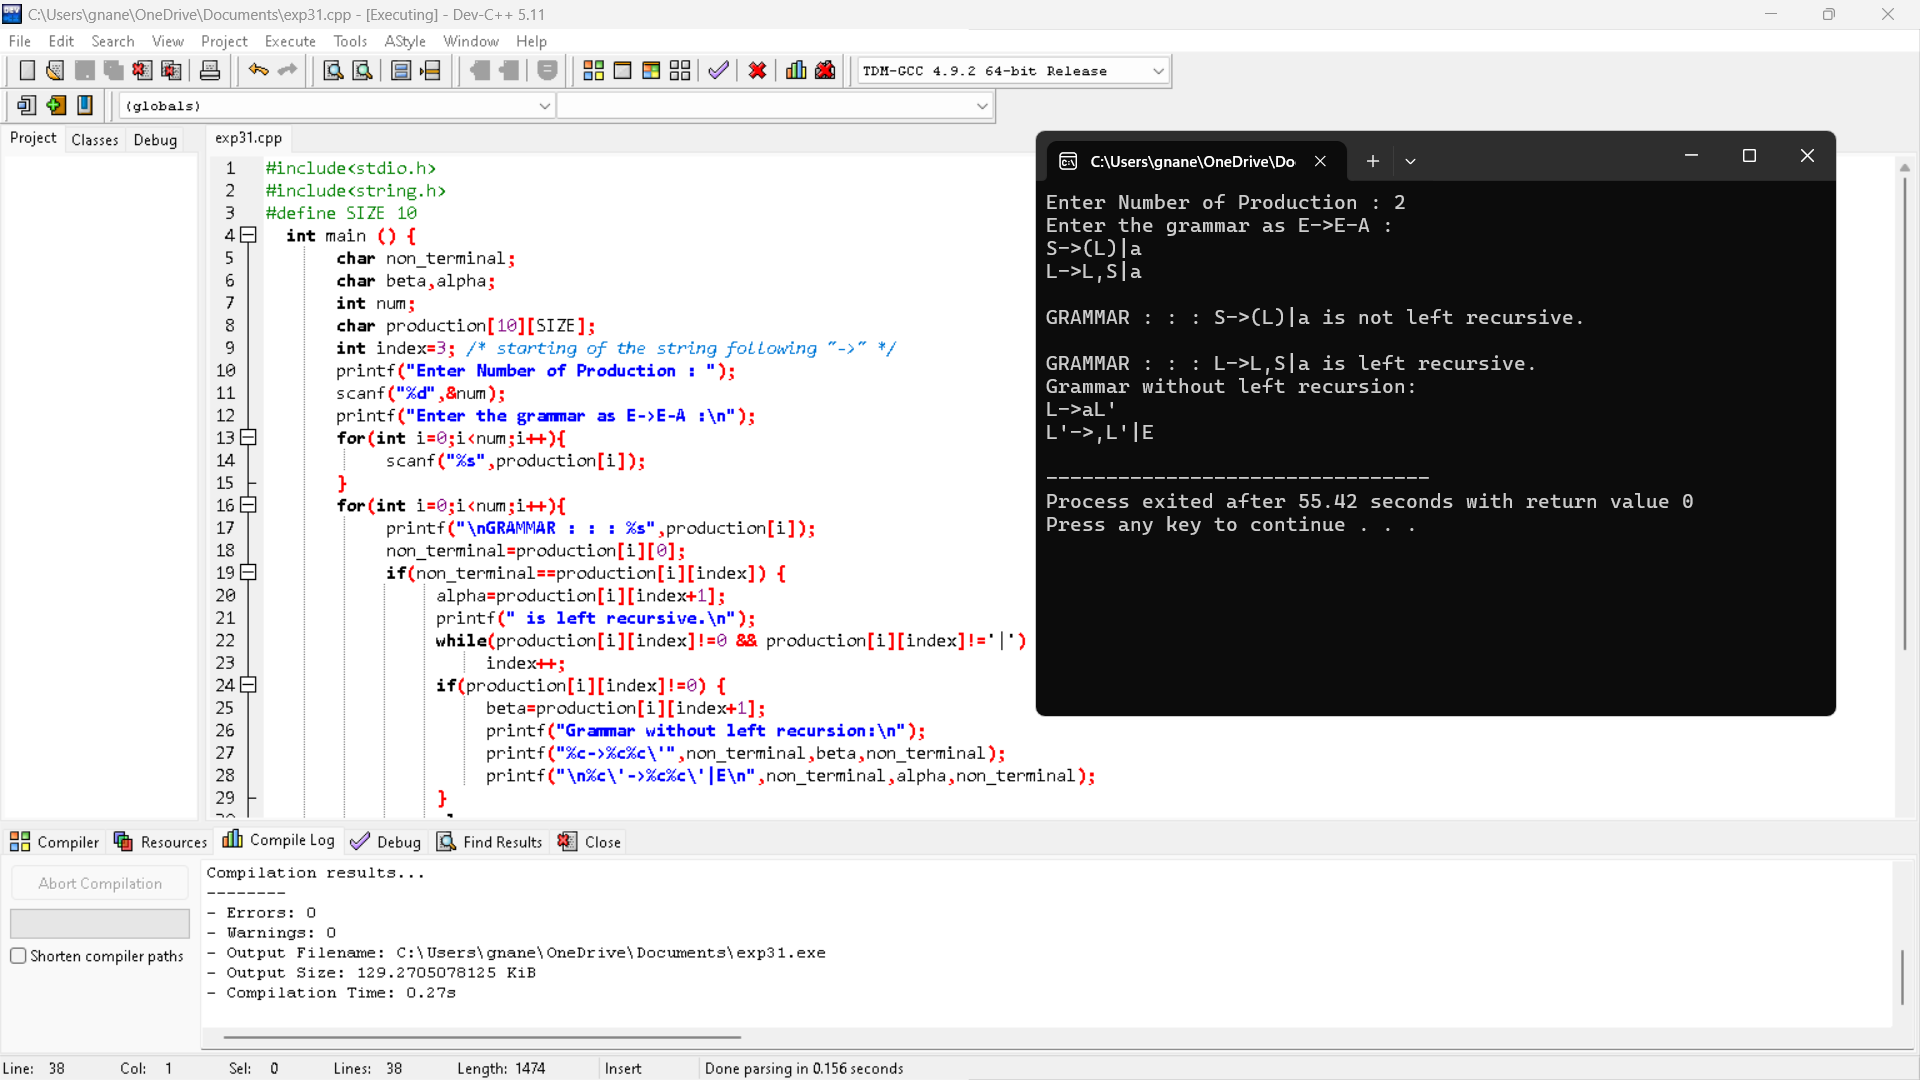 C:\Users\gnane\OneDrive\Documents\exp31.cpp - [Executing] - Dev-C++ 5.11
File Edit Search View Project Execute Tools AStyle Window Help
TDM-GCC 4.9.2 64-bit Release
(globals)
Project Classes Debug
exp31.cpp
1 #include<stdio.h>
2 #include<string.h>
3 #define SIZE 10
4 int main () {
5 char non_terminal;
6 char beta,alpha;
7 int num;
8 char production[10][SIZE];
9 int index=3; /* starting of the string following "->" */
10 printf("Enter Number of Production : ");
11 scanf("%d",&num);
12 printf("Enter the grammar as E->E-A :\n");
13 for(int i=0;i<num;i++){
14 scanf("%s",production[i]);
15 }
16 for(int i=0;i<num;i++){
17 printf("\nGRAMMAR : : : %s",production[i]);
18 non_terminal=production[i][0];
19 if(non_terminal==production[i][index]) {
20 alpha=production[i][index+1];
21 printf(" is left recursive.\n");
22 while(production[i][index]!=0 && production[i][index]!='|')
23 index++;
24 if(production[i][index]!=0) {
25 beta=production[i][index+1];
26 printf("Grammar without left recursion:\n");
27 printf("%c->%c%c\'",non_terminal,beta,non_terminal);
28 printf("\n%c\'->%c%c\'|E\n",non_terminal,alpha,non_terminal);
29 }
C:\Users\gnane\OneDrive\Do
Enter Number of Production : 2
Enter the grammar as E->E-A :
S->(L)|a
L->L,S|a
GRAMMAR : : : S->(L)|a is not left recursive.
GRAMMAR : : : L->L,S|a is left recursive.
Grammar without left recursion:
L->aL'
L'->,L'|E
--------------------------------
Process exited after 55.42 seconds with return value 0
Press any key to continue . . .
Compiler Resources Compile Log Debug Find Results Close
Abort Compilation
Shorten compiler paths
Compilation results...
--------
- Errors: 0
- Warnings: 0
- Output Filename: C:\Users\gnane\OneDrive\Documents\exp31.exe
- Output Size: 129.2705078125 KiB
- Compilation Time: 0.27s
Line: 38 Col: 1 Sel: 0 Lines: 38 Length: 1474 Insert Done parsing in 0.156 seconds